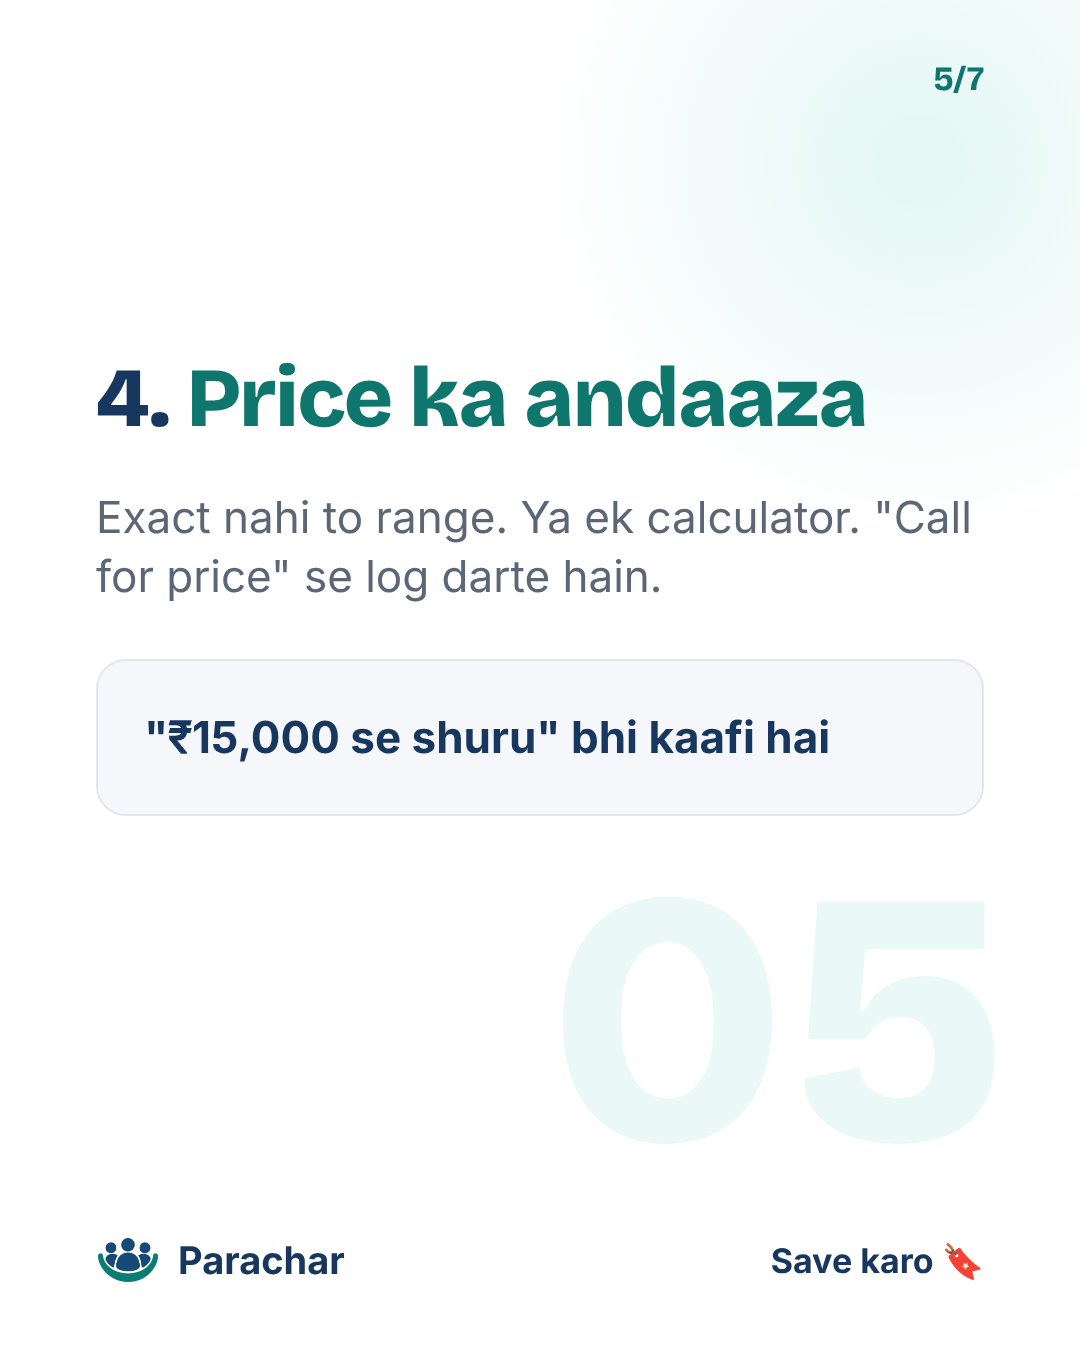 5/7
4. Price ka andaaza
Exact nahi to range. Ya ek calculator. "Call
for price" se log darte hain.
"₹15,000 se shuru" bhi kaafi hai
05
Parachar
Save karo 🔖